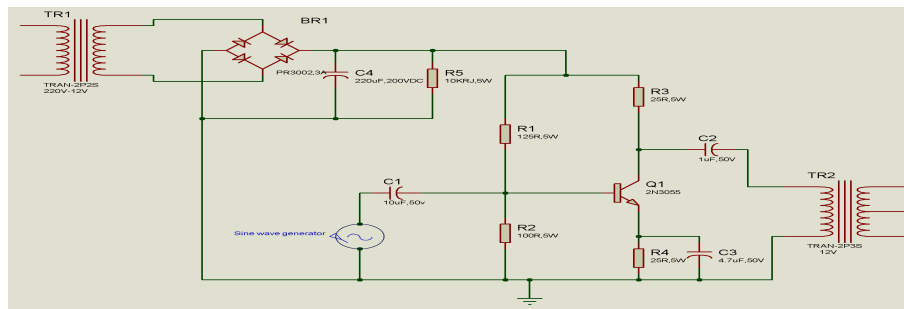 TR1
TRAN-2P2S
220V-12V
BR1
PR3002,3A
C4
220uF,200VDC
R5
10KRJ,5W
R1
125R,5W
R3
25R,5W
C2
1uF,50V
C1
10uF,50v
Q1
2N3055
TR2
TRAN-2P3S
12V
Sine wave generator
R2
100R,5W
R4
25R,5W
C3
4.7uF,50V